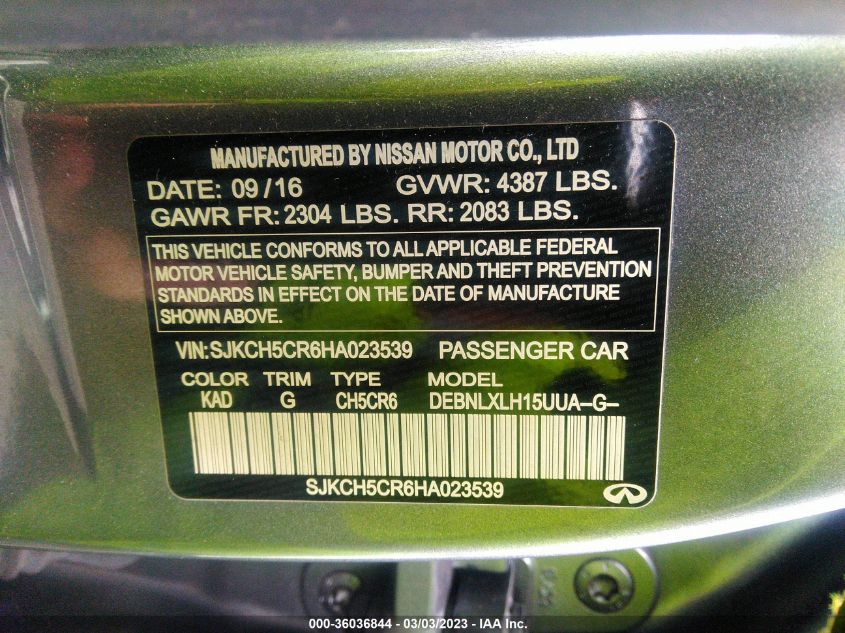 MANUFACTURED BY NISSAN MOTOR CO., LTD
DATE: 09/16 GVWR: 4387 LBS.
GAWR FR: 2304 LBS. RR: 2083 LBS.
THIS VEHICLE CONFORMS TO ALL APPLICABLE FEDERAL
MOTOR VEHICLE SAFETY, BUMPER AND THEFT PREVENTION
STANDARDS IN EFFECT ON THE DATE OF MANUFACTURE
SHOWN ABOVE.
VIN:SJKCH5CR6HA023539 PASSENGER CAR
COLOR TRIM TYPE MODEL
KAD G CH5CR6 DEBNLXLH15UUA-G-
SJKCH5CR6HA023539
000-36036844 - 03/03/2023 - IAA Inc.